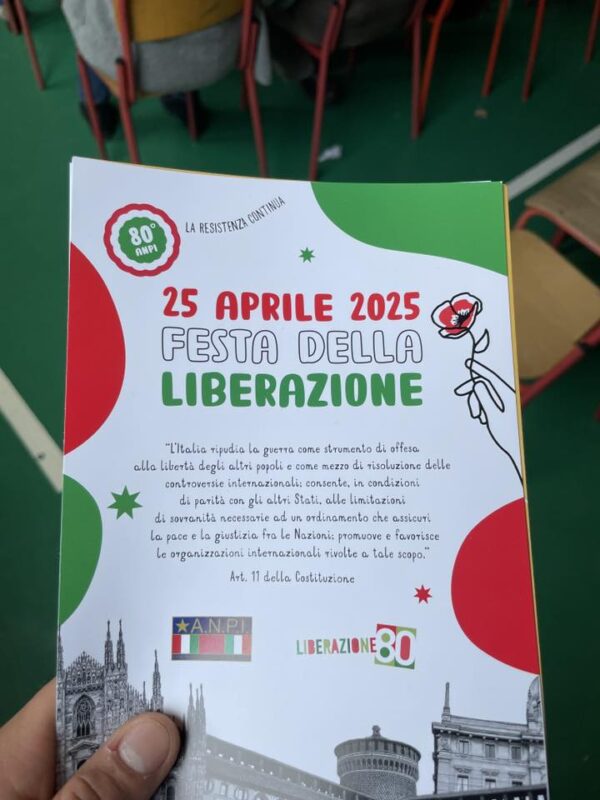 80°
ANPI
LA RESISTENZA CONTINUA
25 APRILE 2025
FESTA DELLA
LIBERAZIONE
"L'Italia ripudia la guerra come strumento di offesa
alla libertà degli altri popoli e come mezzo di risoluzione delle
controversie internazionali; consente, in condizioni
di parità con gli altri Stati, alle limitazioni
di sovranità necessarie ad un ordinamento che assicuri
la pace e la giustizia fra le Nazioni; promuove e favorisce
le organizzazioni internazionali rivolte a tale scopo."
Art. 11 della Costituzione
A.N.P.I.
LIBERAZIONE80